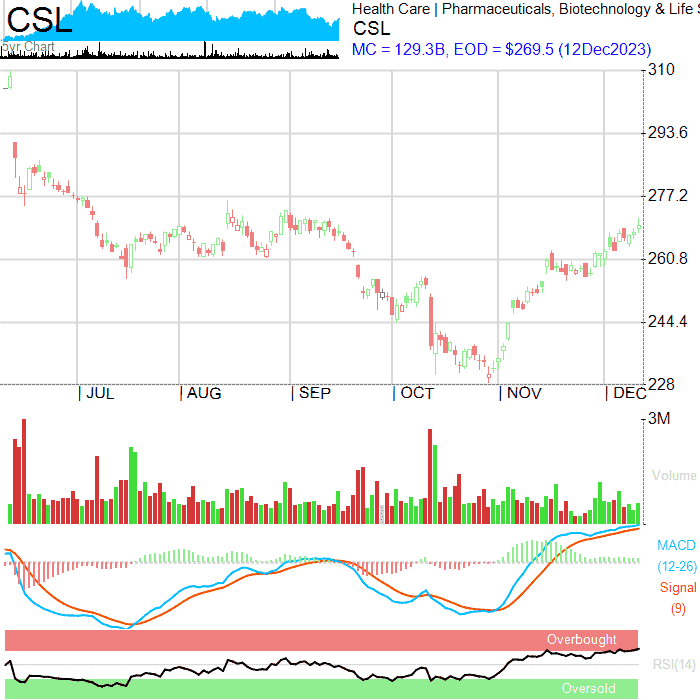 CSL
5yr Chart
Health Care | Pharmaceuticals, Biotechnology & Life S
CSL
MC = 129.3B, EOD = $269.5 (12Dec2023)
310
293.6
277.2
260.8
244.4
228
| JUL | AUG | SEP | OCT | NOV | DEC
3M
Volume
MACD
(12-26)
Signal
(9)
Overbought
RSI(14)
Oversold